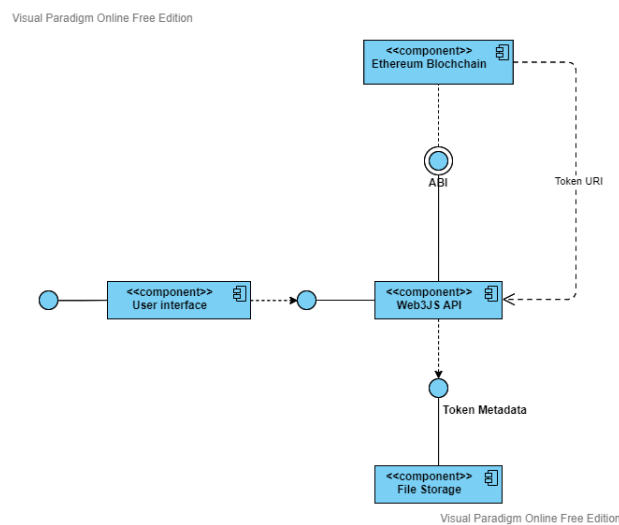 Visual Paradigm Online Free Edition
<<component>>
Ethereum Blochchain
ABI
Token URI
<<component>>
User interface
<<component>>
Web3JS API
Token Metadata
<<component>>
File Storage
Visual Paradigm Online Free Edition